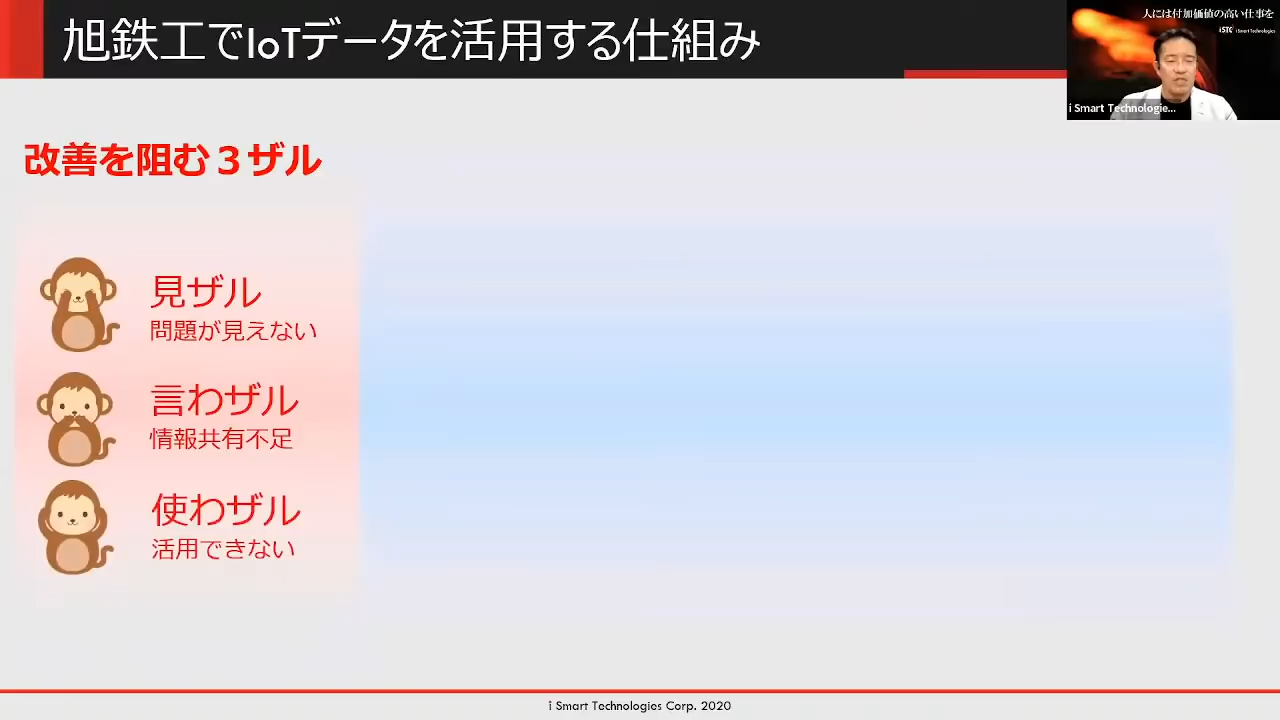 旭鉄工でIoTデータを活用する仕組み
人には付加価値の高い仕事を
iSTC i Smart Technologies
i Smart Technologie...
改善を阻む３ザル
見ザル
問題が見えない
言わザル
情報共有不足
使わザル
活用できない
i Smart Technologies Corp. 2020